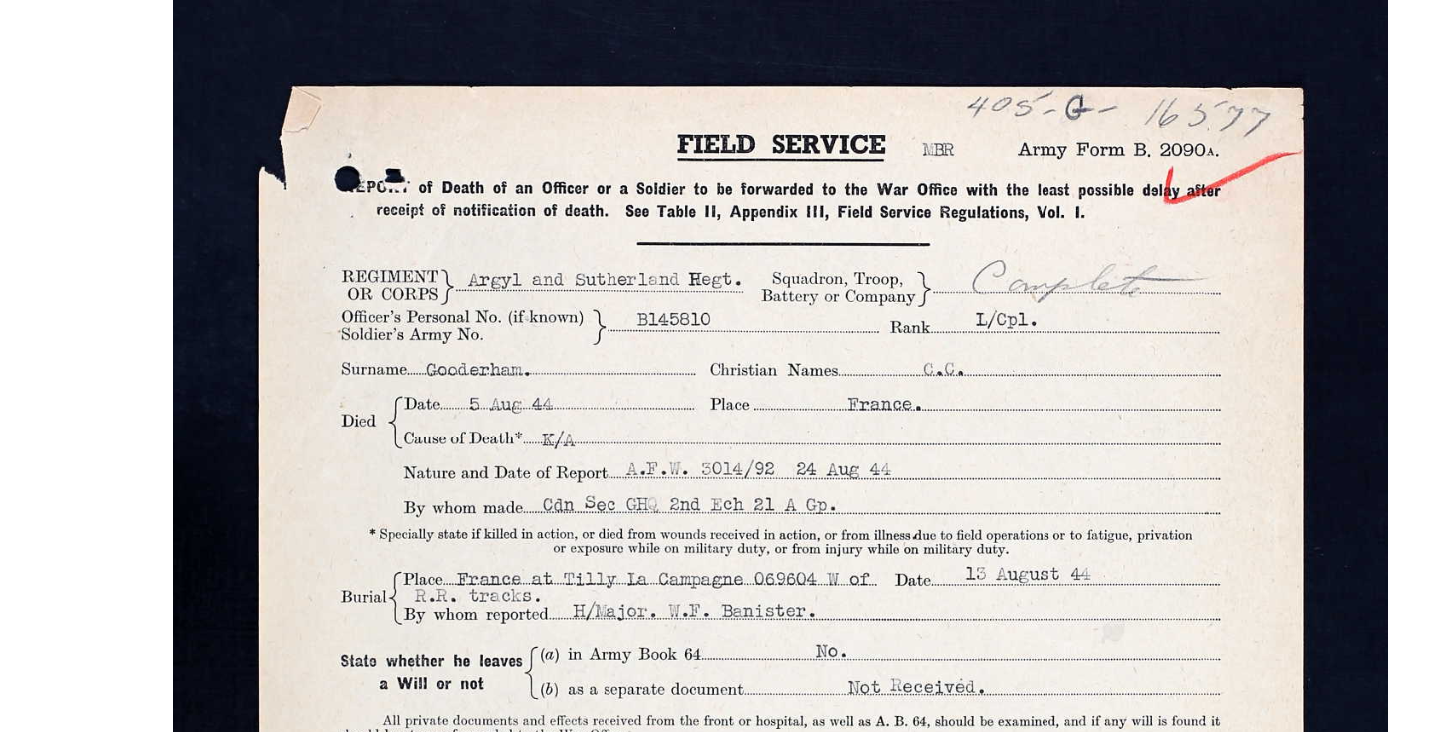 405-G- 16577
FIELD SERVICE MBR Army Form B. 2090A.
of Death of an Officer or a Soldier to be forwarded to the War Office with the least possible delay after
receipt of notification of death. See Table II, Appendix III, Field Service Regulations, Vol. I.
REGIMENT OR CORPS } Argyl and Sutherland Regt. Squadron, Troop, Battery or Company } Complete
Officer's Personal No. (if known) Soldier's Army No. } B145810 Rank L/Cpl.
Surname Gooderham. Christian Names C.C.
Died { Date 5 Aug 44 Place France.
Cause of Death* K/A
Nature and Date of Report A.F.W. 3014/92 24 Aug 44
By whom made Cdn Sec GHQ 2nd Ech 21 A Gp.
* Specially state if killed in action, or died from wounds received in action, or from illness due to field operations or to fatigue, privation
or exposure while on military duty, or from injury while on military duty.
Burial { Place France at Tilly La Campagne 069604 W of Date 13 August 44
R.R. tracks.
By whom reported H/Major. W.F. Banister.
State whether he leaves a Will or not { (a) in Army Book 64 No.
(b) as a separate document Not Received.
All private documents and effects received from the front or hospital, as well as A. B. 64, should be examined, and if any will is found it